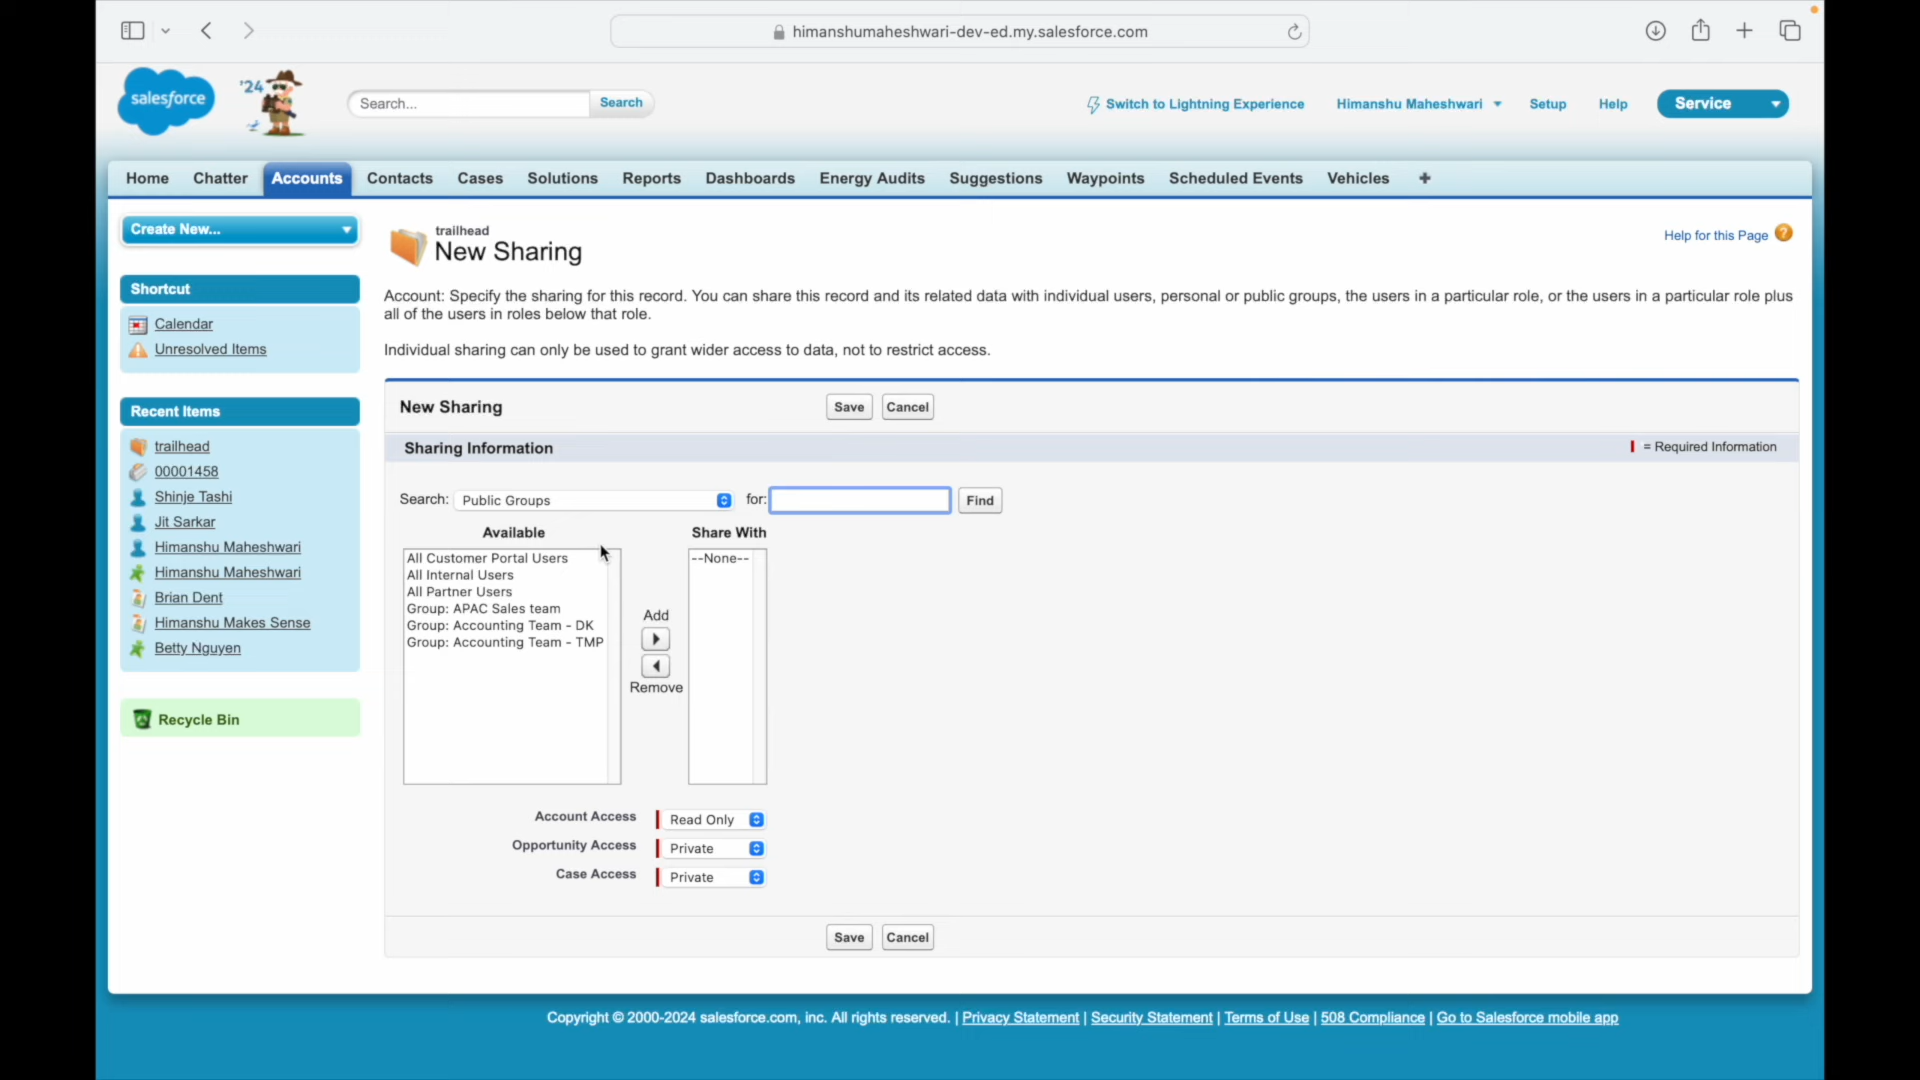 himanshumaheshwari-dev-ed.my.salesforce.com
salesforce
'24
Search...
Search
Switch to Lightning Experience
Himanshu Maheshwari
Setup
Help
Service
Home
Chatter
Accounts
Contacts
Cases
Solutions
Reports
Dashboards
Energy Audits
Suggestions
Waypoints
Scheduled Events
Vehicles
+
Create New...
Shortcut
Calendar
Unresolved Items
Recent Items
trailhead
00001458
Shinje Tashi
Jit Sarkar
Himanshu Maheshwari
Himanshu Maheshwari
Brian Dent
Himanshu Makes Sense
Betty Nguyen
Recycle Bin
trailhead
New Sharing
Help for this Page ?
Account: Specify the sharing for this record. You can share this record and its related data with individual users, personal or public groups, the users in a particular role, or the users in a particular role plus
all of the users in roles below that role.
Individual sharing can only be used to grant wider access to data, not to restrict access.
New Sharing
Save
Cancel
Sharing Information
= Required Information
Search: Public Groups for: Find
Available
All Customer Portal Users
All Internal Users
All Partner Users
Group: APAC Sales team
Group: Accounting Team - DK
Group: Accounting Team - TMP
Add
Remove
Share With
--None--
Account Access Read Only
Opportunity Access Private
Case Access Private
Save
Cancel
Copyright © 2000-2024 salesforce.com, inc. All rights reserved. | Privacy Statement | Security Statement | Terms of Use | 508 Compliance | Go to Salesforce mobile app